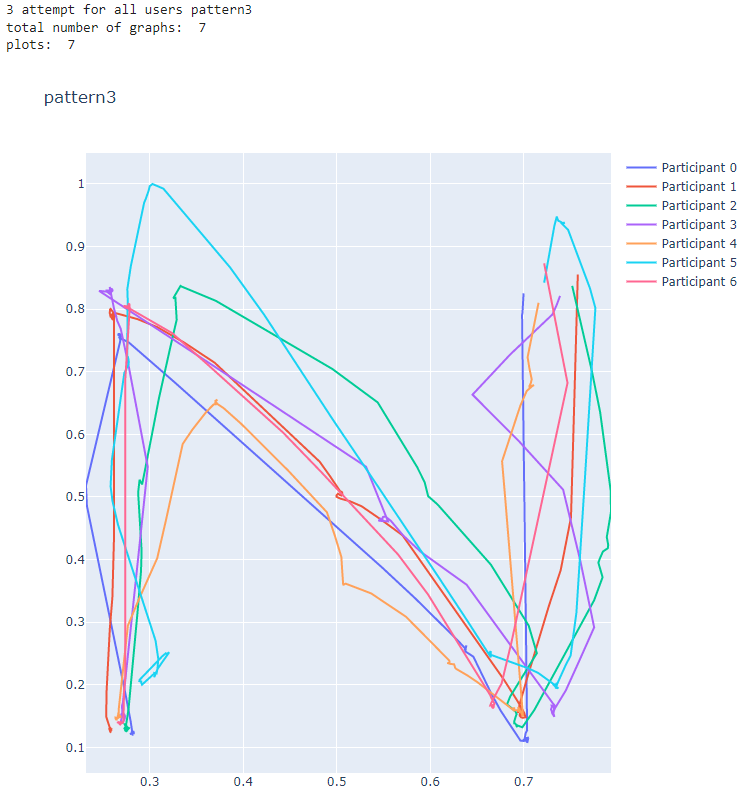 3 attempt for all users pattern3
total number of graphs:  7
plots:  7
pattern3
Participant 0
Participant 1
Participant 2
Participant 3
Participant 4
Participant 5
Participant 6
1
0.9
0.8
0.7
0.6
0.5
0.4
0.3
0.2
0.1
0.3 0.4 0.5 0.6 0.7